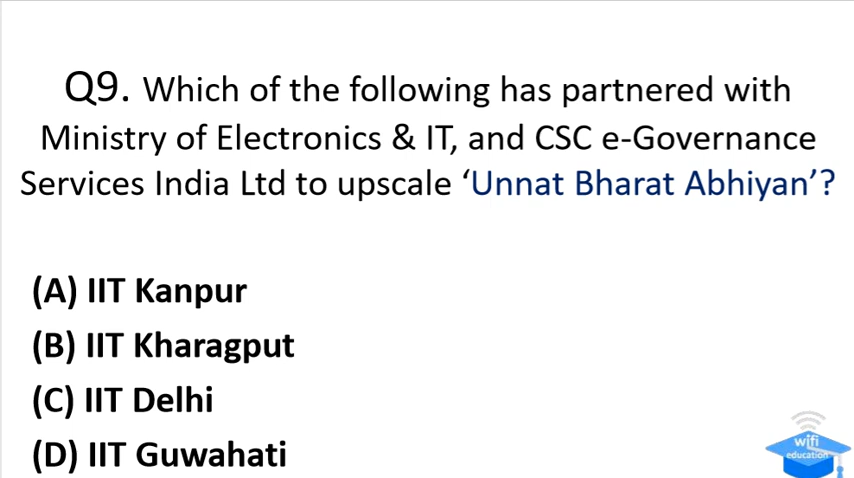 Q9. Which of the following has partnered with
Ministry of Electronics & IT, and CSC e-Governance
Services India Ltd to upscale ‘Unnat Bharat Abhiyan’?
(A) IIT Kanpur
(B) IIT Kharagput
(C) IIT Delhi
(D) IIT Guwahati
wifi
education